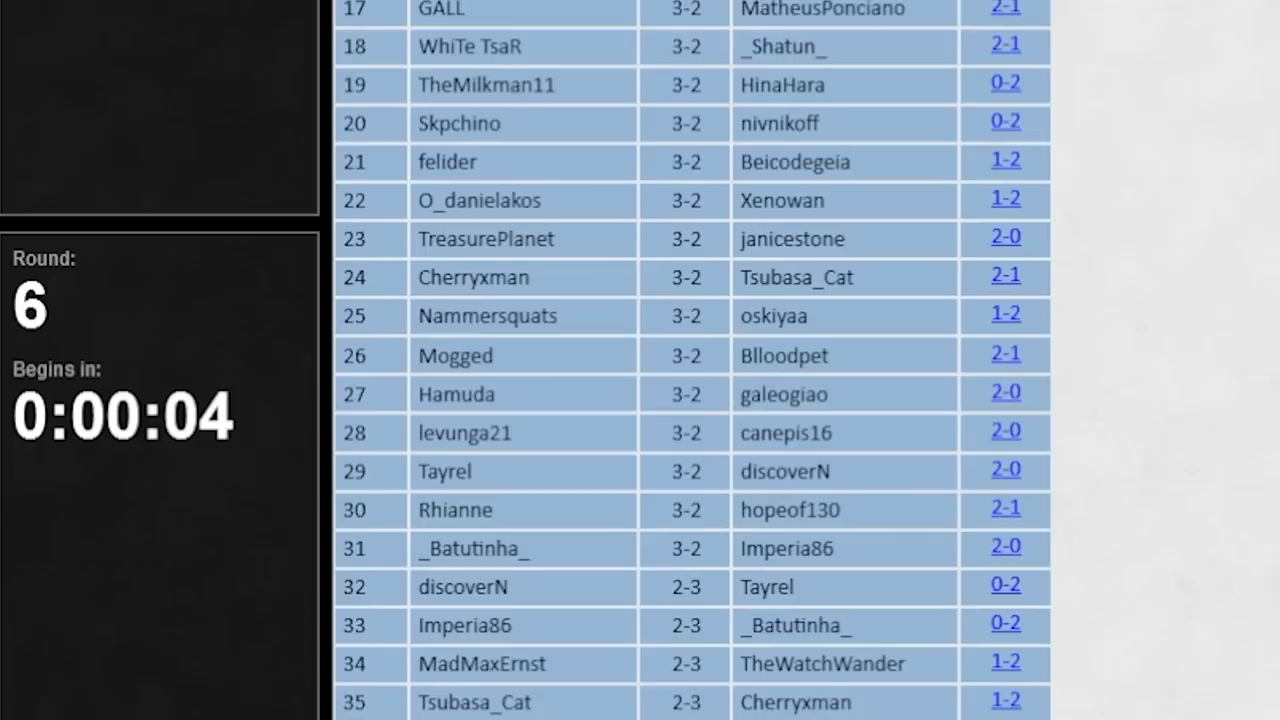 Round:
6
Begins in:
0:00:04
17 GALL 3-2 MatheusPonciano 2-1
18 WhiTe TsaR 3-2 _Shatun_ 2-1
19 TheMilkman11 3-2 HinaHara 0-2
20 Skpchino 3-2 nivnikoff 0-2
21 felider 3-2 Beicodegeia 1-2
22 O_danielakos 3-2 Xenowan 1-2
23 TreasurePlanet 3-2 janicestone 2-0
24 Cherryxman 3-2 Tsubasa_Cat 2-1
25 Nammersquats 3-2 oskiyaa 1-2
26 Mogged 3-2 Blloodpet 2-1
27 Hamuda 3-2 galeogiao 2-0
28 levunga21 3-2 canepis16 2-0
29 Tayrel 3-2 discoverN 2-0
30 Rhianne 3-2 hopeof130 2-1
31 _Batutinha_ 3-2 Imperia86 2-0
32 discoverN 2-3 Tayrel 0-2
33 Imperia86 2-3 _Batutinha_ 0-2
34 MadMaxErnst 2-3 TheWatchWander 1-2
35 Tsubasa_Cat 2-3 Cherryxman 1-2